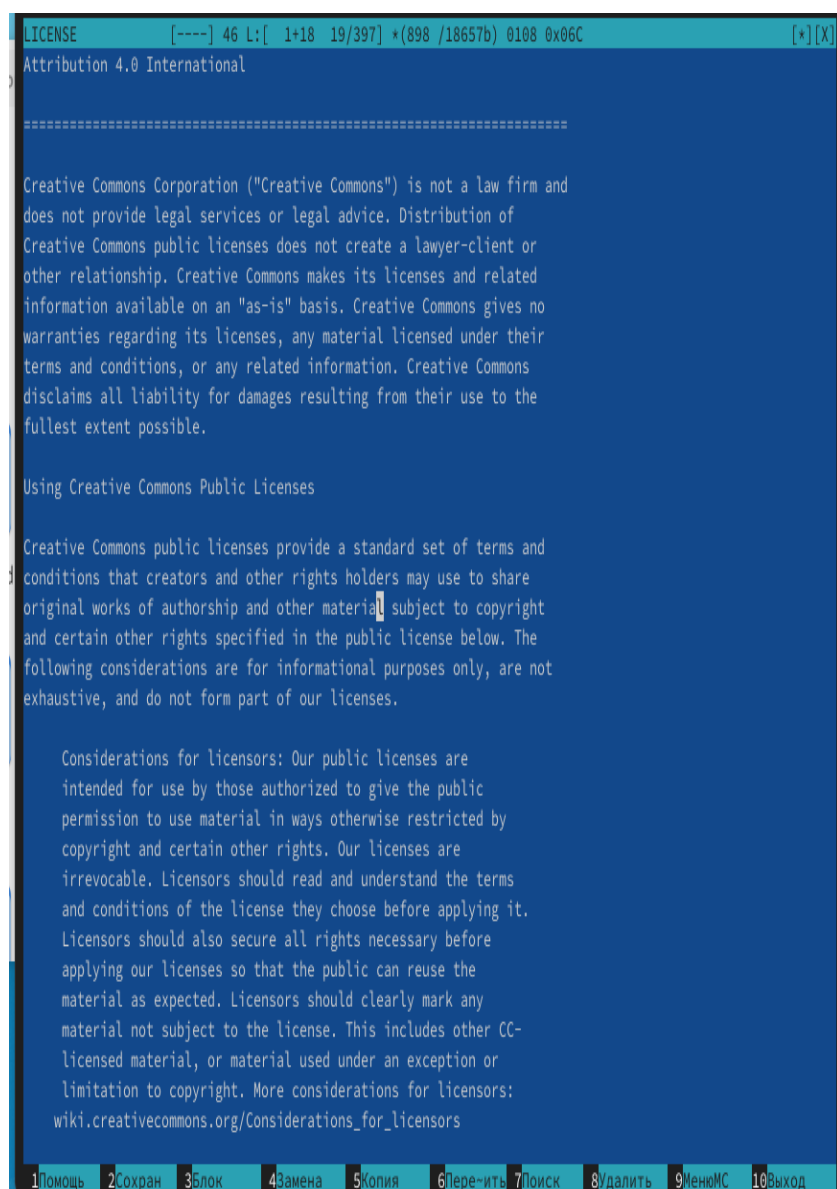 LICENSE [----] 46 L:[ 1+18 19/397] *(898 /18657b) 0108 0x06C [*][X]
Attribution 4.0 International
=======================================================================
Creative Commons Corporation ("Creative Commons") is not a law firm and
does not provide legal services or legal advice. Distribution of
Creative Commons public licenses does not create a lawyer-client or
other relationship. Creative Commons makes its licenses and related
information available on an "as-is" basis. Creative Commons gives no
warranties regarding its licenses, any material licensed under their
terms and conditions, or any related information. Creative Commons
disclaims all liability for damages resulting from their use to the
fullest extent possible.
Using Creative Commons Public Licenses
Creative Commons public licenses provide a standard set of terms and
conditions that creators and other rights holders may use to share
original works of authorship and other material subject to copyright
and certain other rights specified in the public license below. The
following considerations are for informational purposes only, are not
exhaustive, and do not form part of our licenses.
Considerations for licensors: Our public licenses are
intended for use by those authorized to give the public
permission to use material in ways otherwise restricted by
copyright and certain other rights. Our licenses are
irrevocable. Licensors should read and understand the terms
and conditions of the license they choose before applying it.
Licensors should also secure all rights necessary before
applying our licenses so that the public can reuse the
material as expected. Licensors should clearly mark any
material not subject to the license. This includes other CC-
licensed material, or material used under an exception or
limitation to copyright. More considerations for licensors:
wiki.creativecommons.org/Considerations_for_licensors
1Помощь 2Сохран 3Блок 4Замена 5Копия 6Пере~ить 7Поиск 8Удалить 9МенюMC 10Выход